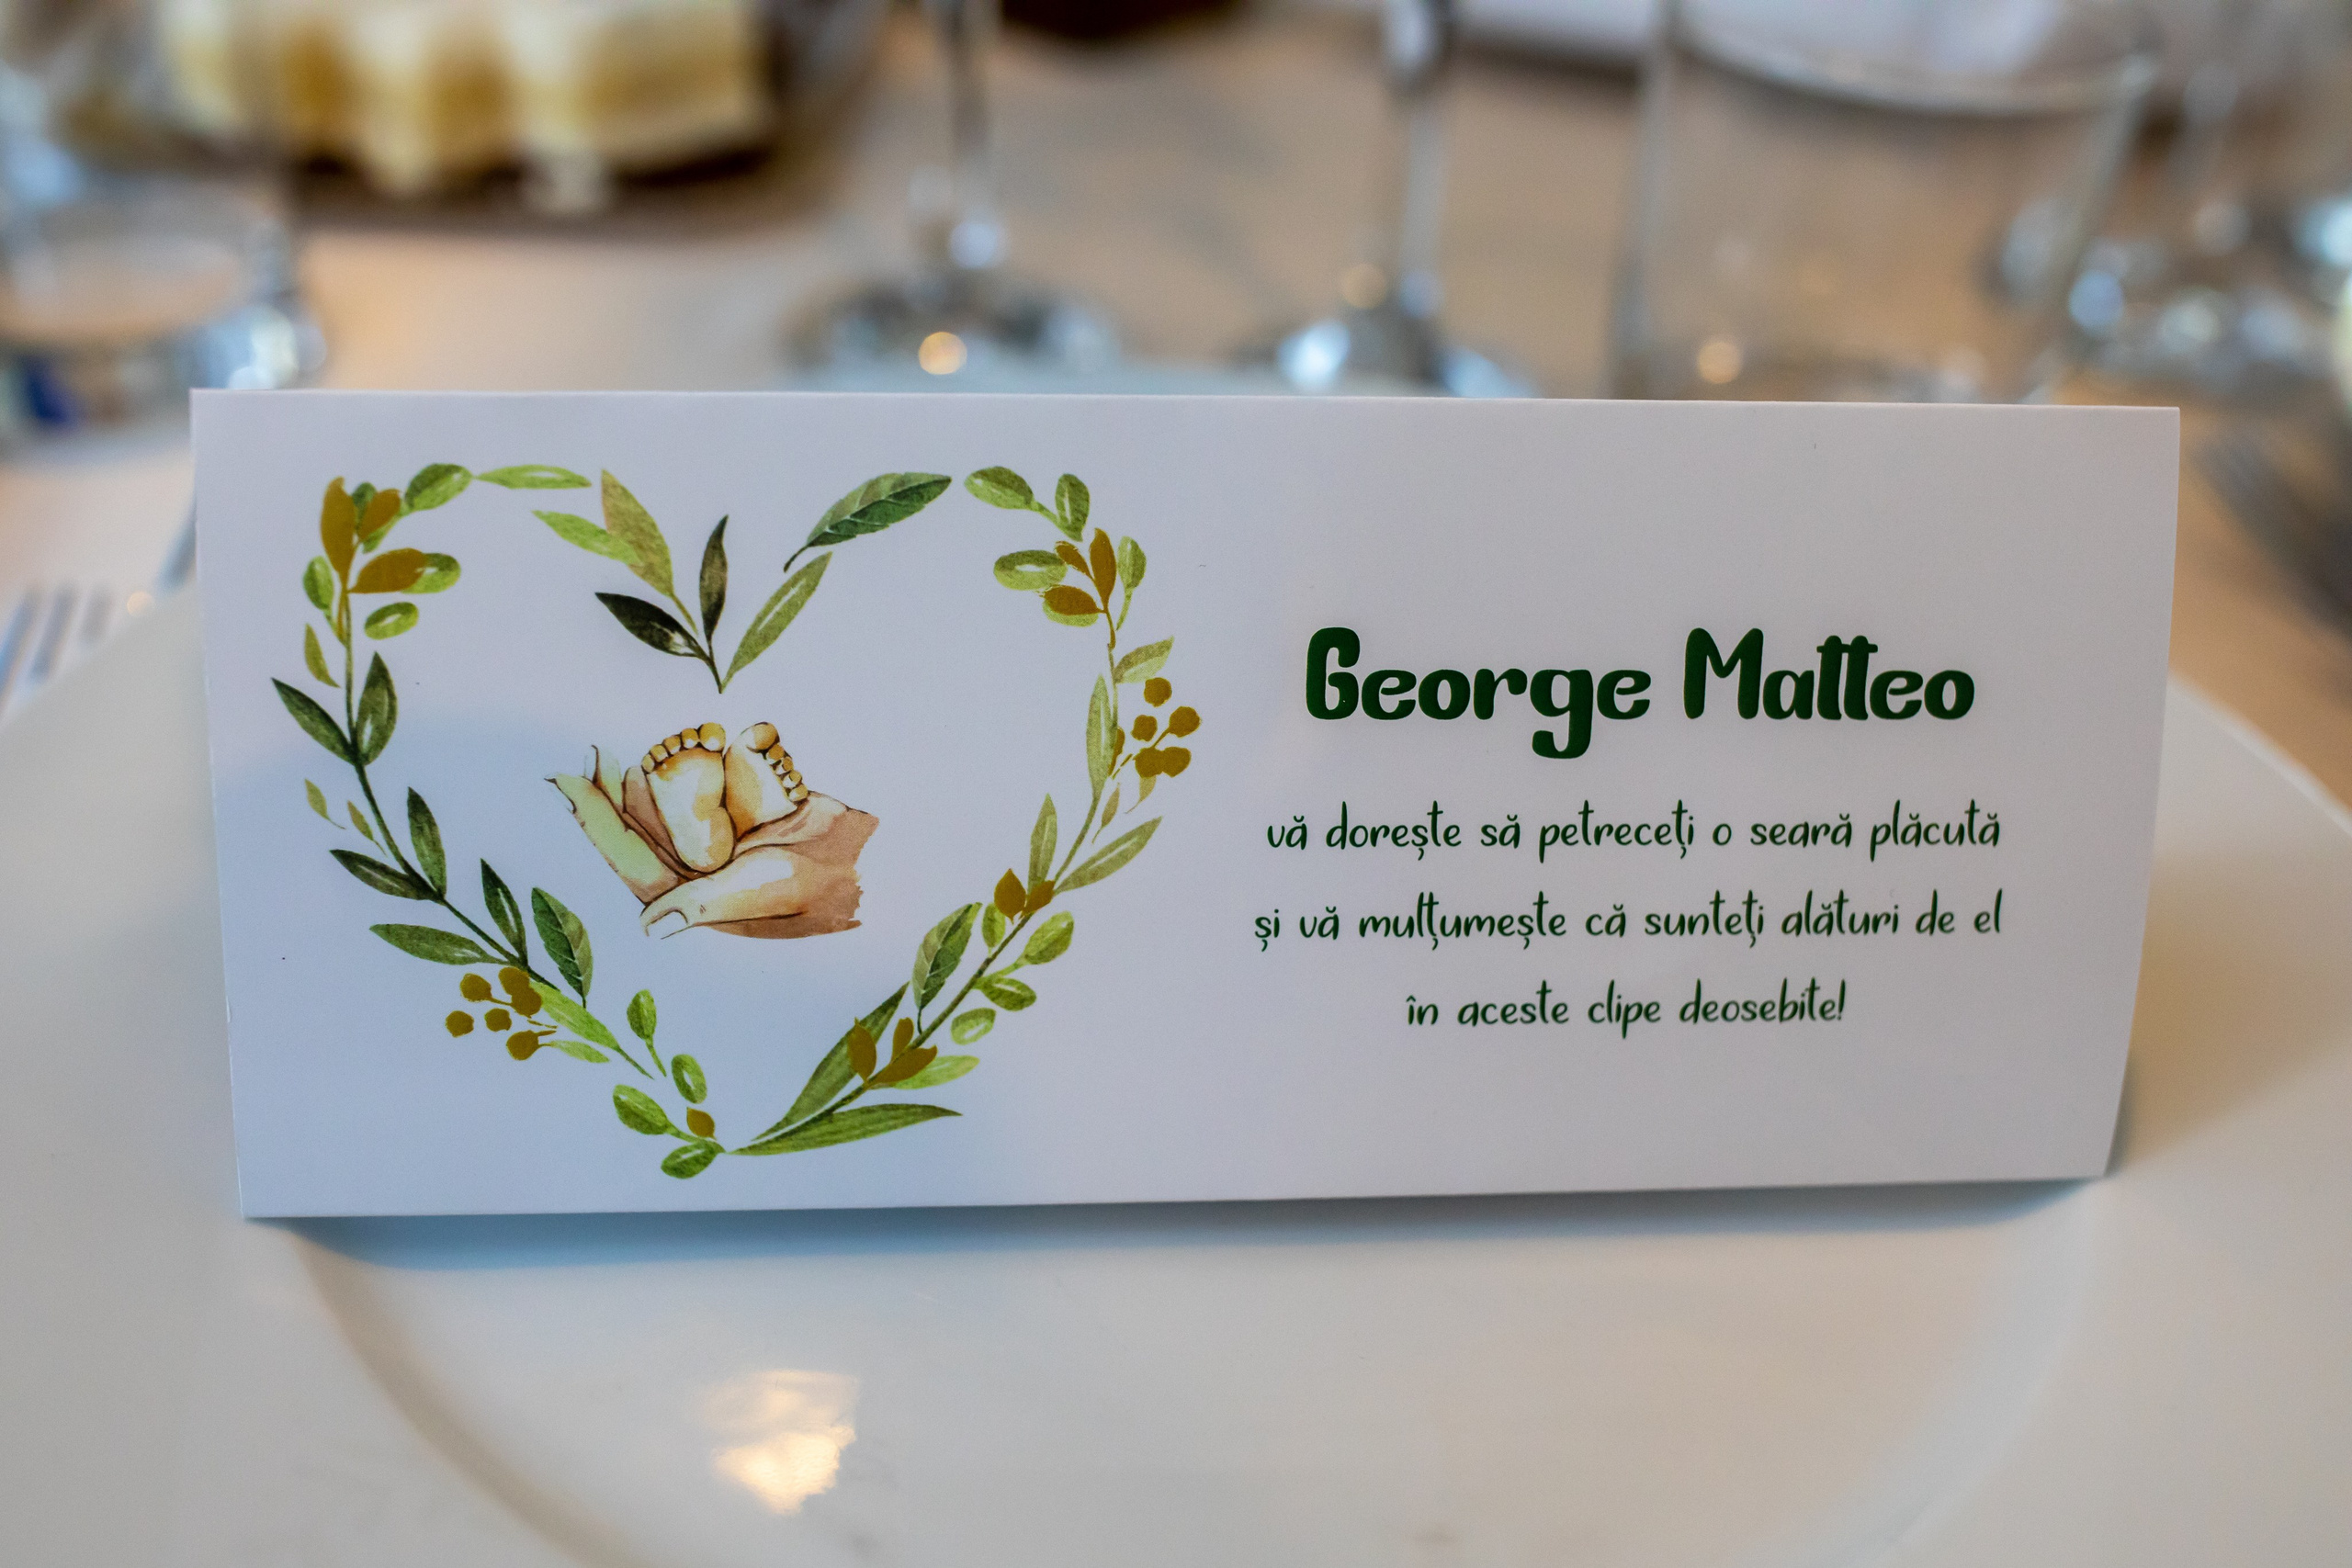 George Matteo
vă dorește să petreceți o seară plăcută
și vă mulțumește că sunteți alături de el
în aceste clipe deosebite!